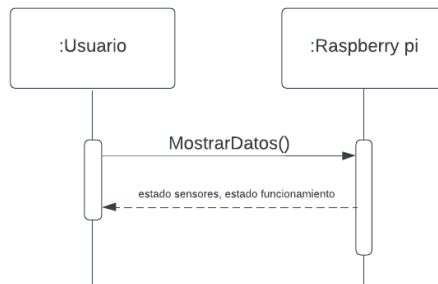 :Usuario
:Raspberry pi
MostrarDatos()
estado sensores, estado funcionamiento